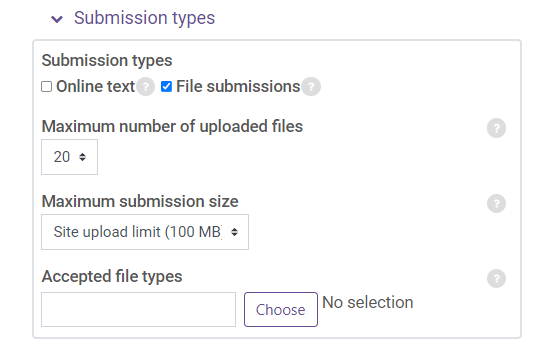 Submission types
Submission types
Online text ? File submissions ?
Maximum number of uploaded files ?
20
Maximum submission size ?
Site upload limit (100 MB
Accepted file types ?
Choose No selection